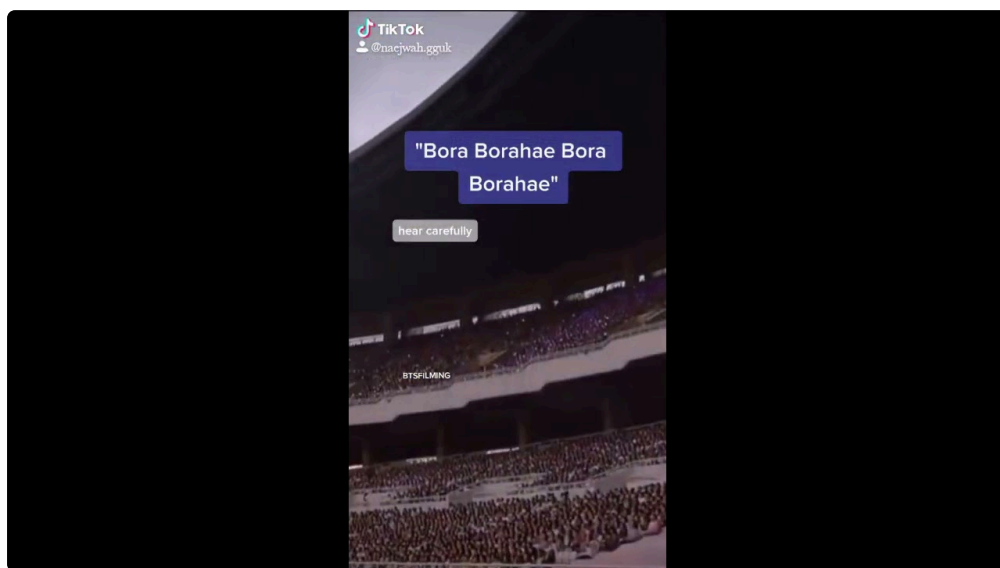 TikTok
@naejwah.gguk
"Bora Borahae Bora
Borahae"
hear carefully
BTSFILMING